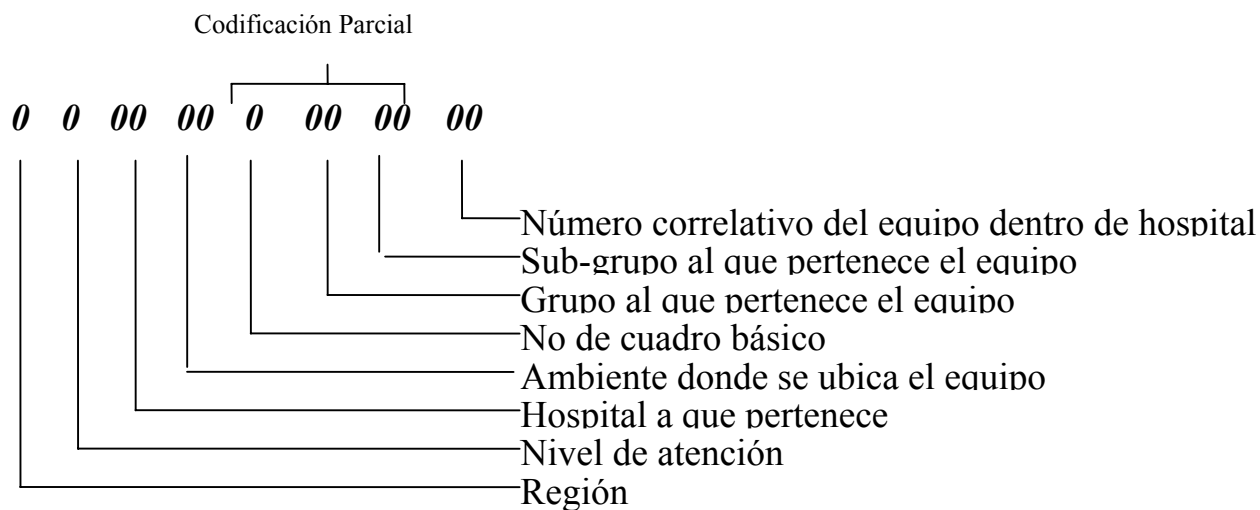 Codificación Parcial
0 0 00 00 0 00 00 00
Número correlativo del equipo dentro de hospital
Sub-grupo al que pertenece el equipo
Grupo al que pertenece el equipo
No de cuadro básico
Ambiente donde se ubica el equipo
Hospital a que pertenece
Nivel de atención
Región